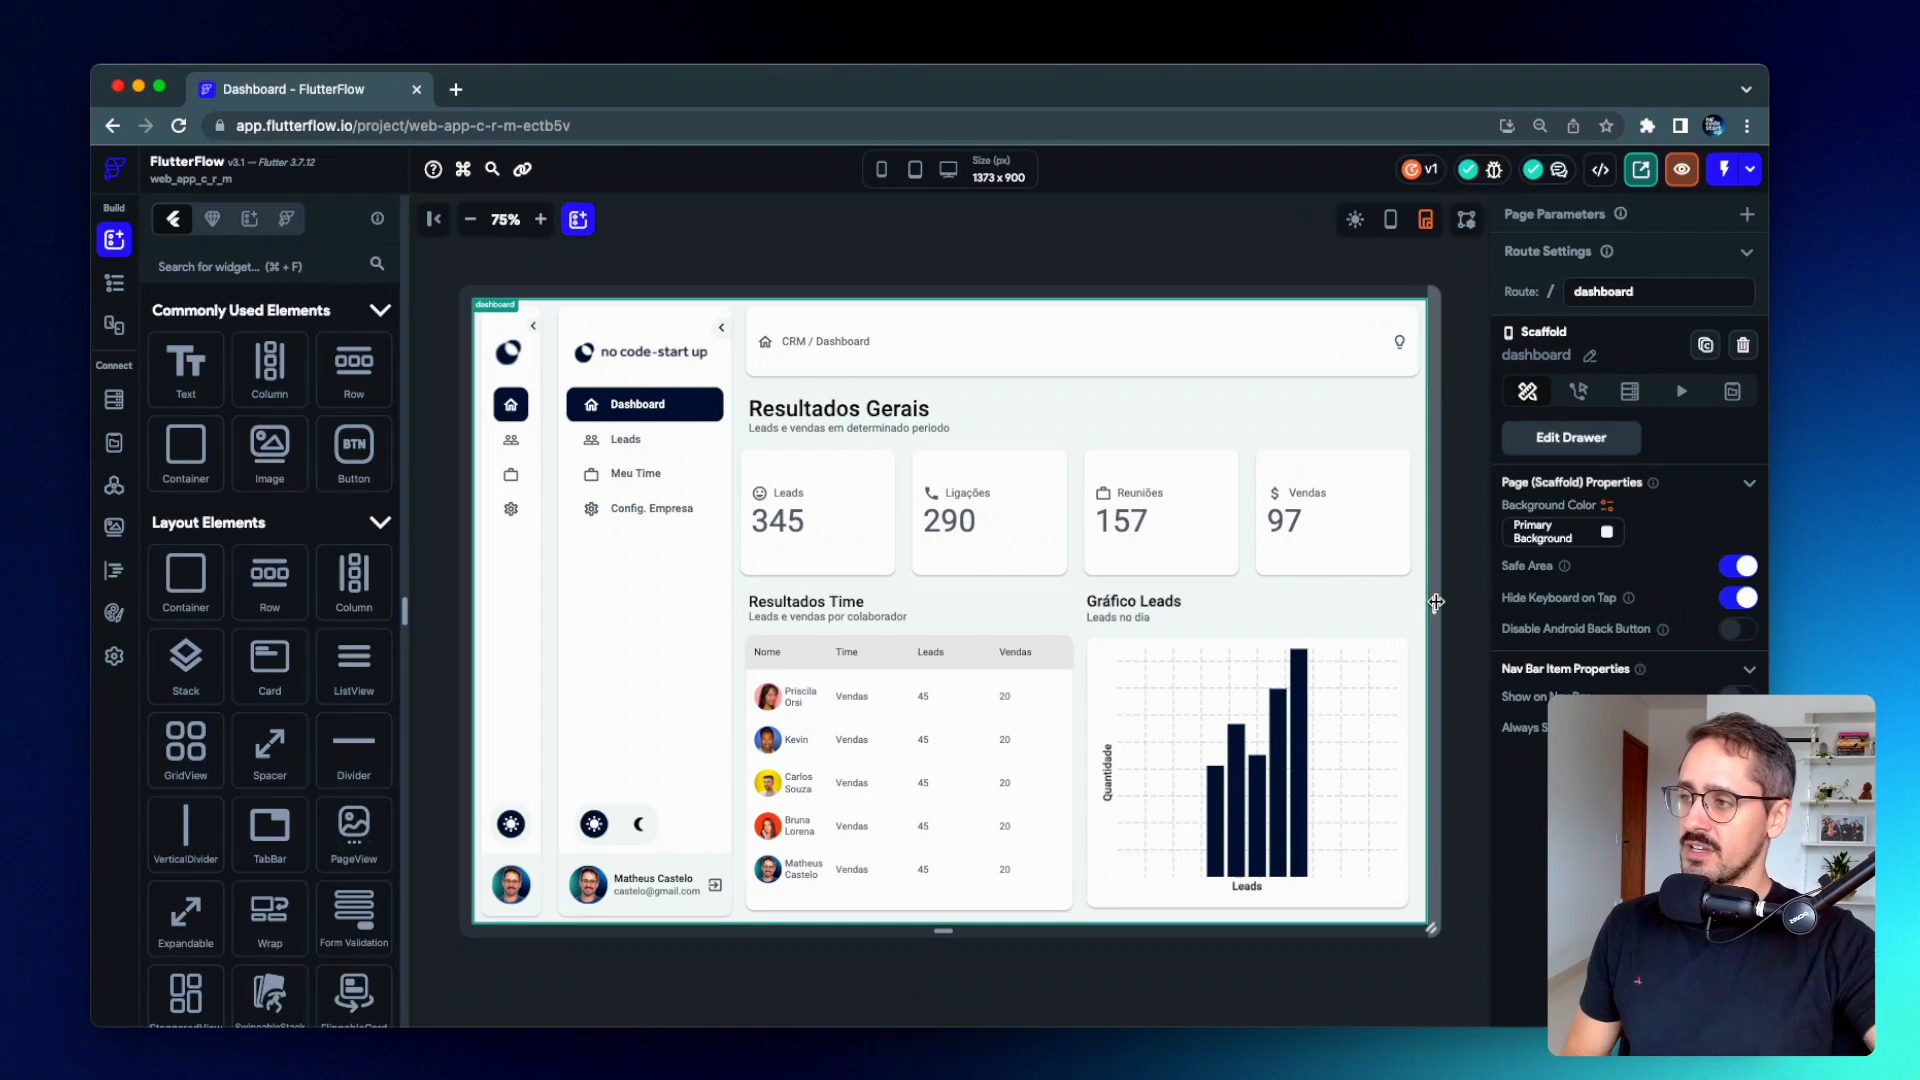 Dashboard - FlutterFlow
app.flutterflow.io/project/web-app-c-r-m-ectb5v
FlutterFlow v3.1 — Flutter 3.7.12
web_app_c_r_m
Size (px)
1373 x 900
v1
Build
Connect
75%
Search for widget... (⌘ + F)
Commonly Used Elements
Text
Column
Row
Container
Image
BTN
Button
Layout Elements
Container
Row
Column
Stack
Card
ListView
GridView
Spacer
Divider
VerticalDivider
TabBar
PageView
Expandable
Wrap
Form Validation
StaggeredView
SwipeableStack
FlippableCard
dashboard
no code-start up
Dashboard
Leads
Meu Time
Config. Empresa
Matheus Castelo
castelo@gmail.com
CRM / Dashboard
Resultados Gerais
Leads e vendas em determinado periodo
Leads
345
Ligações
290
Reuniões
157
Vendas
97
Resultados Time
Leads e vendas por colaborador
Nome Time Leads Vendas
Priscila Orsi Vendas 45 20
Kevin Vendas 45 20
Carlos Souza Vendas 45 20
Bruna Lorena Vendas 45 20
Matheus Castelo Vendas 45 20
Gráfico Leads
Leads no dia
Quantidade
Leads
Page Parameters
Route Settings
Route: / dashboard
Scaffold
dashboard
Edit Drawer
Page (Scaffold) Properties
Background Color
Primary
Background
Safe Area
Hide Keyboard on Tap
Disable Android Back Button
Nav Bar Item Properties
Show on
Always S